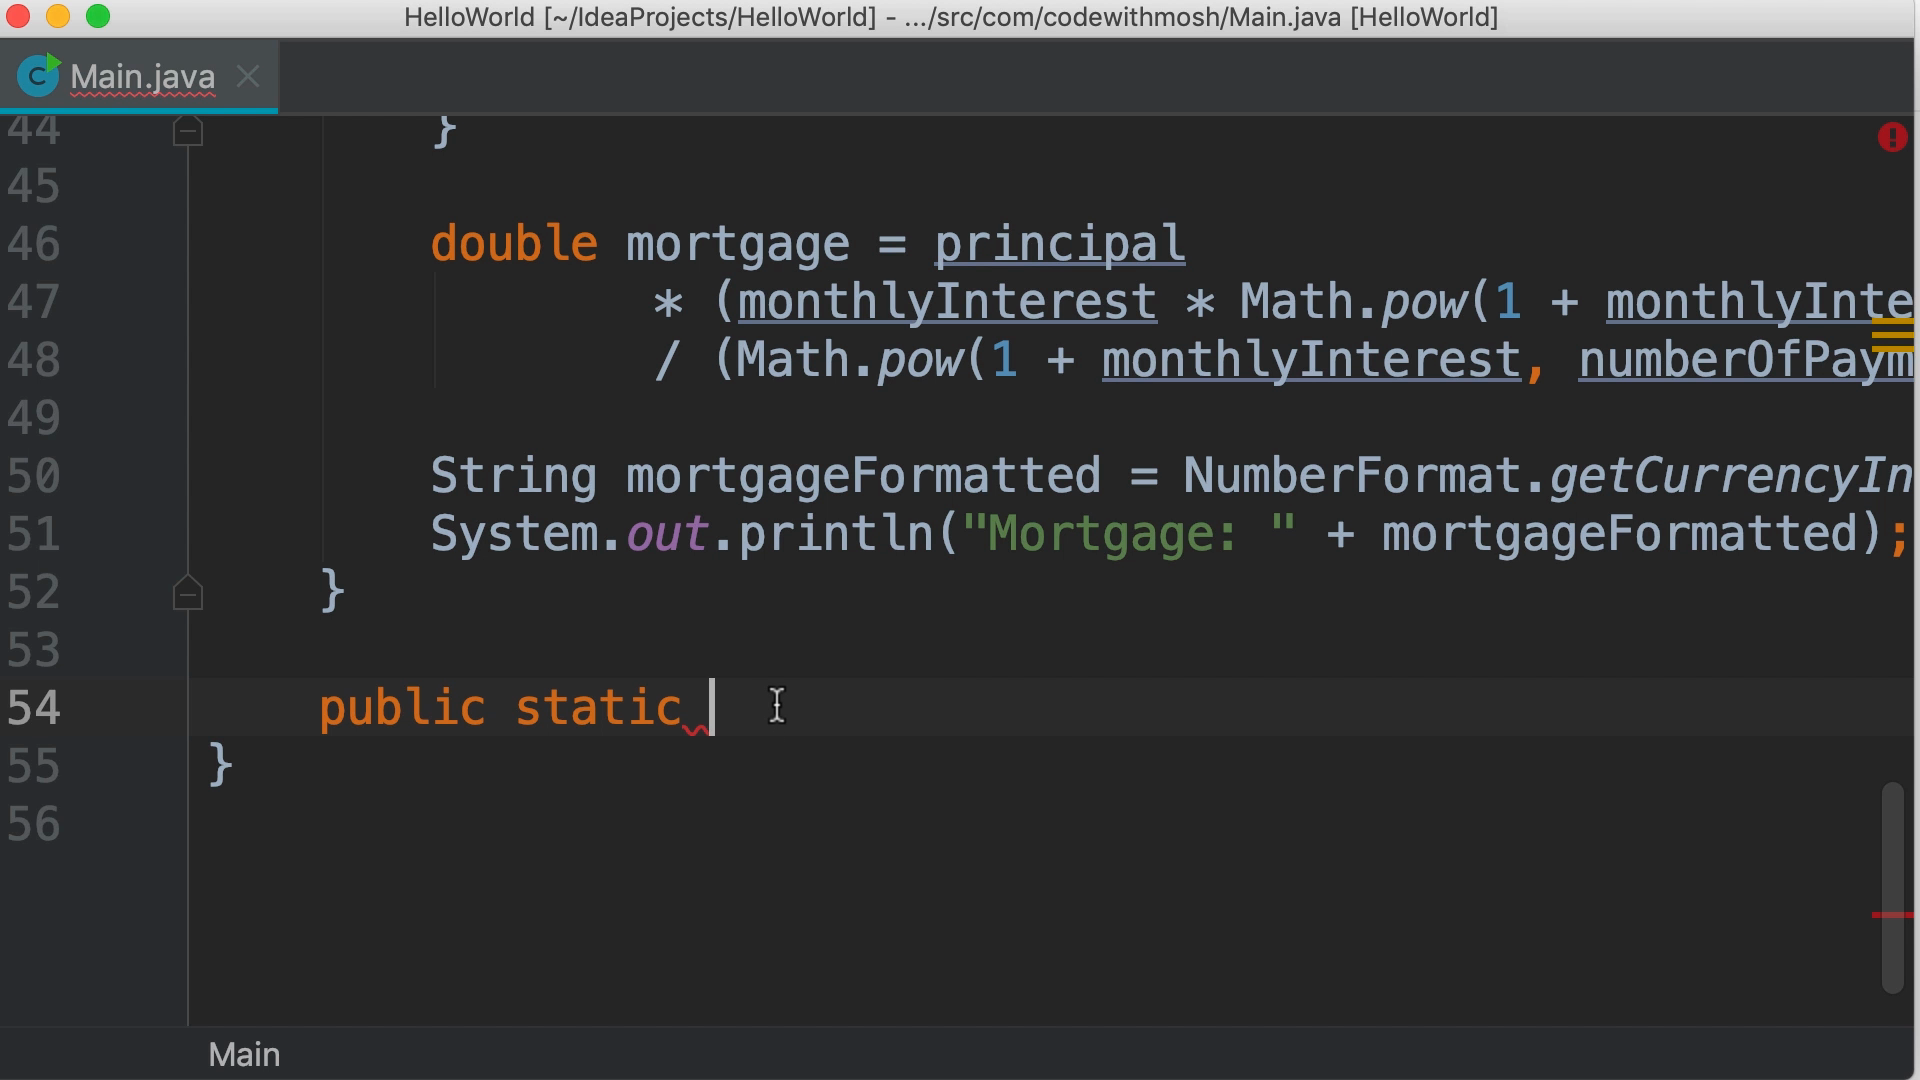 HelloWorld [~/IdeaProjects/HelloWorld] - .../src/com/codewithmosh/Main.java [HelloWorld]
C Main.java
44 }
45
46 double mortgage = principal
47 * (monthlyInterest * Math.pow(1 + monthlyInte
48 / (Math.pow(1 + monthlyInterest, numberOfPaym
49
50 String mortgageFormatted = NumberFormat.getCurrencyIn
51 System.out.println("Mortgage: " + mortgageFormatted);
52 }
53
54 public static
55 }
56
Main